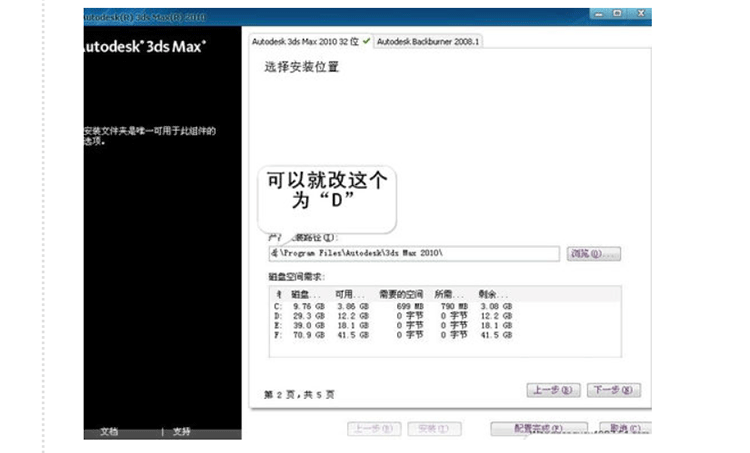 Autodesk(R) 3ds Max(R) 2010
Autodesk® 3ds Max®
Autodesk 3ds Max 2010 32 位
Autodesk Backburner 2008.1
选择安装位置
安装文件夹是唯一可用于此组件的
选项。
可以就改这个
为“D”
装路径(I):
\Program Files\Autodesk\3ds Max 2010\
浏览(O)...
磁盘空间需求:
磁盘... 可用... 需要的空间 所需... 剩余...
C: 9.76 GB 3.86 GB 699 MB 790 MB 3.08 GB
D: 29.3 GB 12.2 GB 0 字节 0 字节 12.2 GB
E: 39.0 GB 18.1 GB 0 字节 0 字节 18.1 GB
F: 70.9 GB 41.5 GB 0 字节 0 字节 41.5 GB
第 2 页，共 5 页
上一步(B)
下一步(N)
文档 | 支持
上一步(B)
安装(I)
配置完成(F)
取消(C)